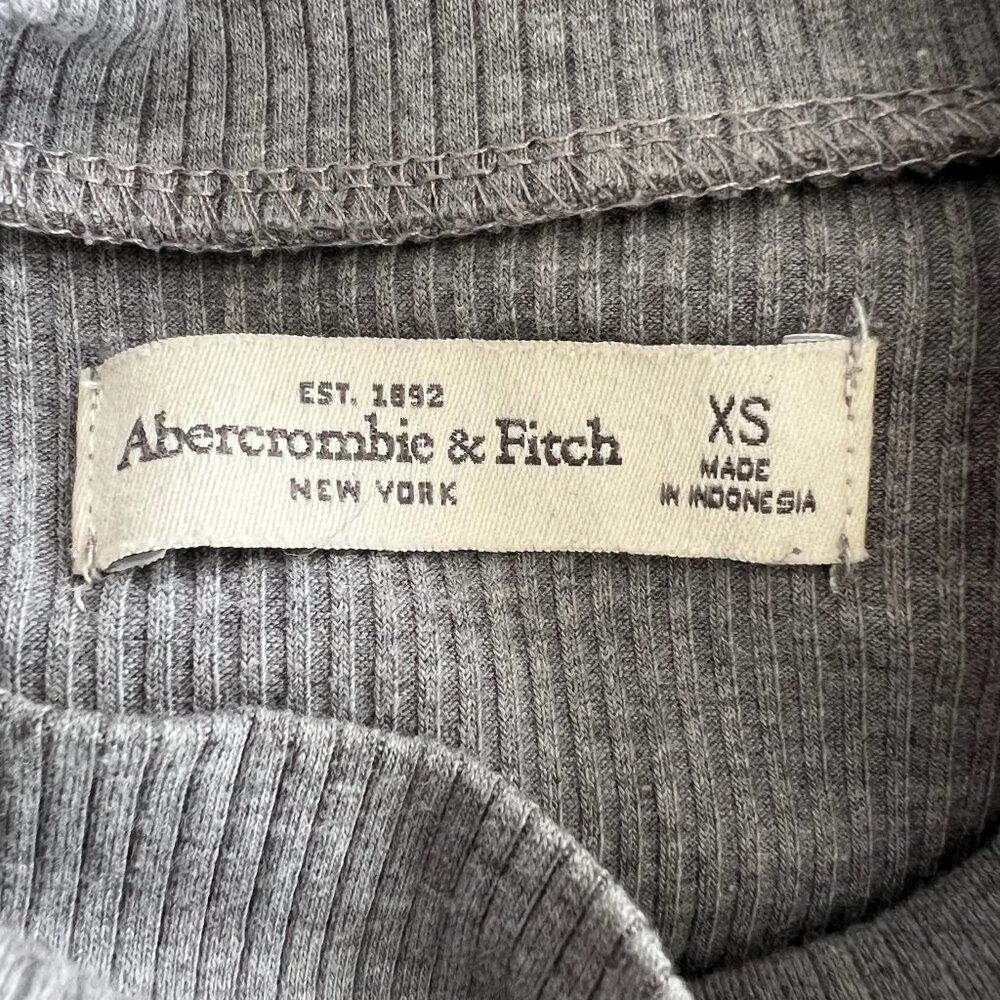 EST. 1892
Abercrombie & Fitch
NEW YORK
XS
MADE
IN INDONESIA